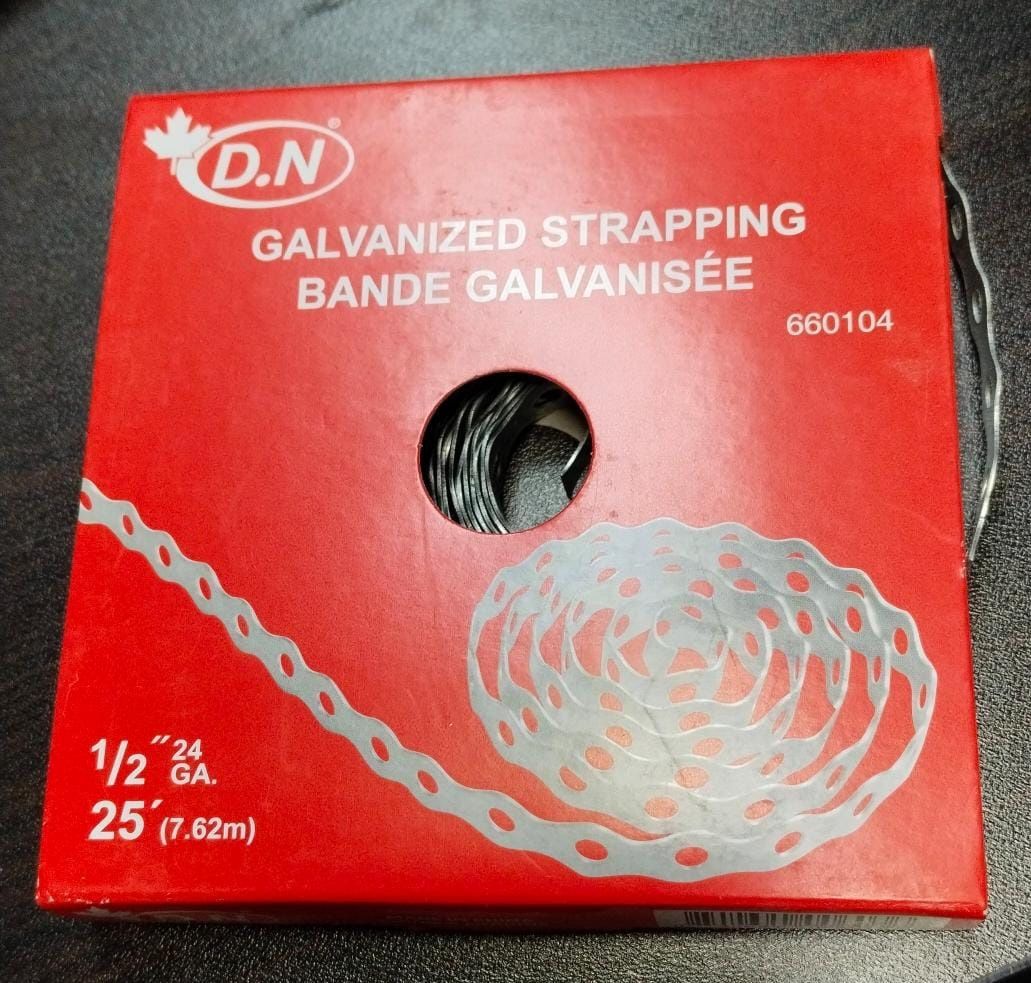 D.N®
GALVANIZED STRAPPING
BANDE GALVANISÉE
660104
1/2″ 24 GA.
25′ (7.62m)